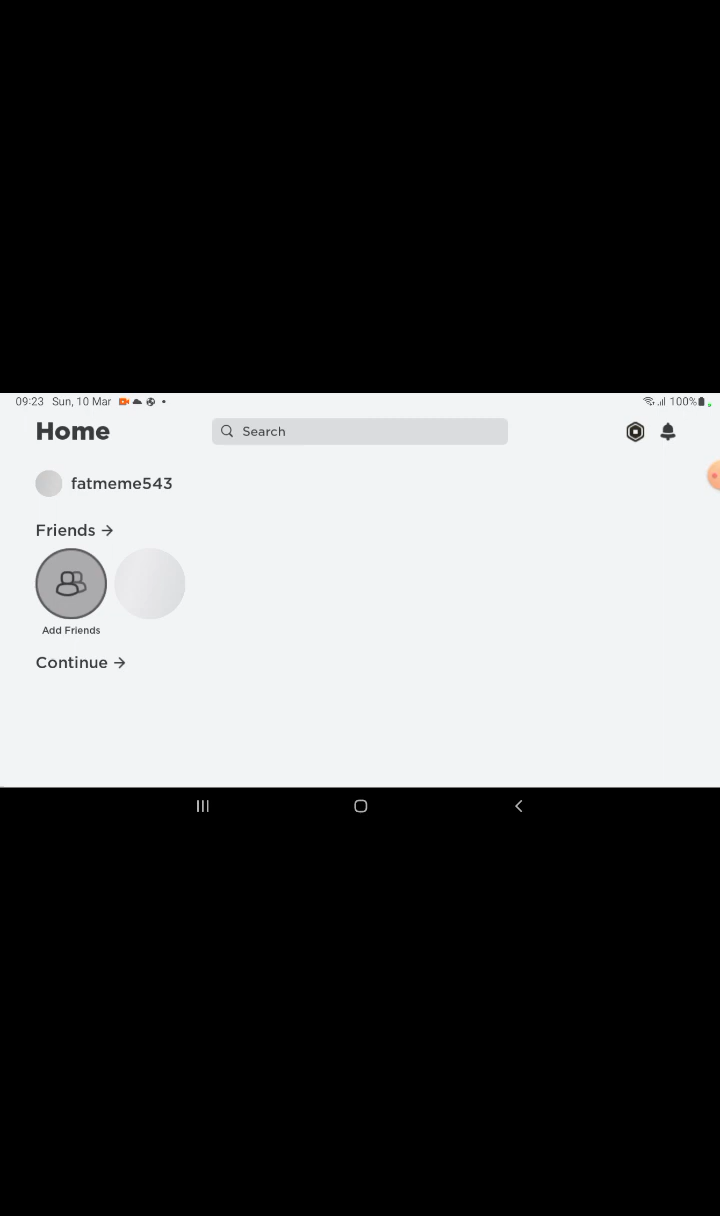 09:23 Sun, 10 Mar
100%
Home
Search
fatmeme543
Friends →
Add Friends
Continue →